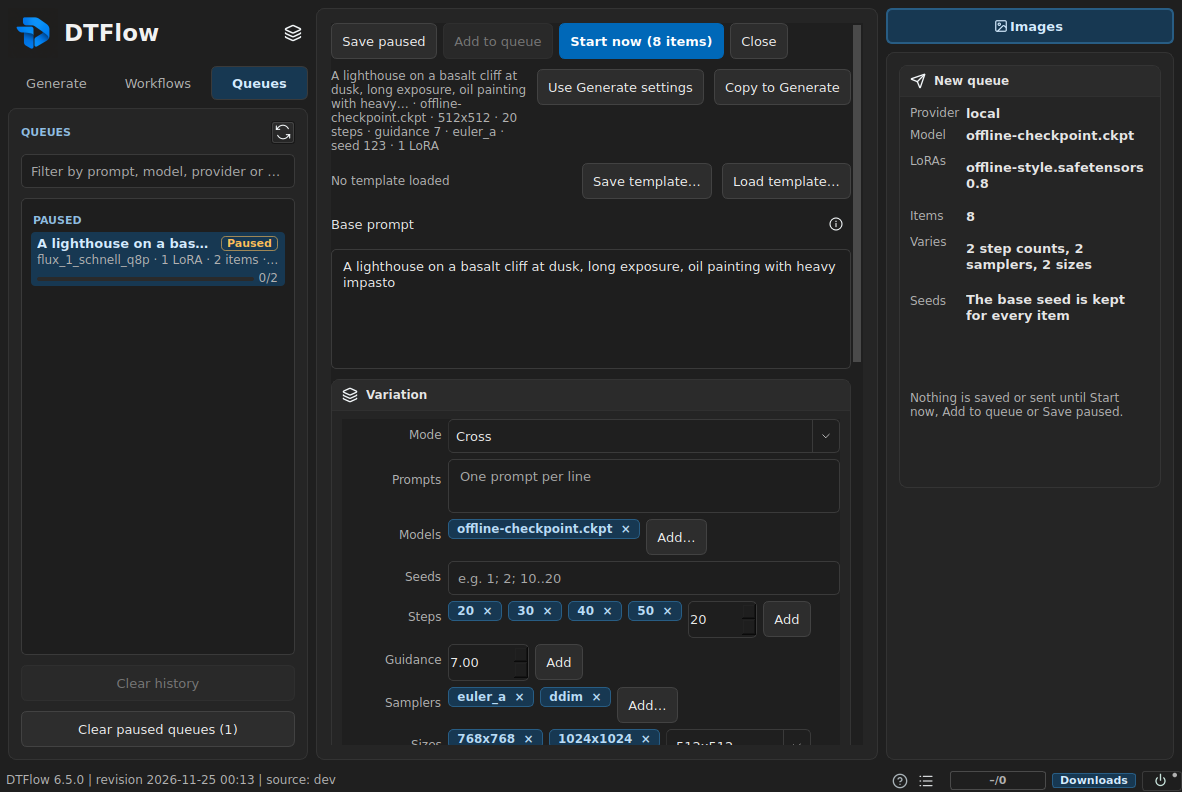 DTFlow
Generate
Workflows
Queues
QUEUES
Filter by prompt, model, provider or ...
PAUSED
A lighthouse on a bas...
Paused
flux_1_schnell_q8p · 1 LoRA · 2 items ·...
0/2
Clear history
Clear paused queues (1)
Save paused
Add to queue
Start now (8 items)
Close
A lighthouse on a basalt cliff at
dusk, long exposure, oil painting
with heavy… · offline-
checkpoint.ckpt · 512x512 · 20
steps · guidance 7 · euler_a ·
seed 123 · 1 LoRA
Use Generate settings
Copy to Generate
No template loaded
Save template...
Load template...
Base prompt
A lighthouse on a basalt cliff at dusk, long exposure, oil painting with heavy
impasto
Variation
Mode
Cross
Prompts
One prompt per line
Models
offline-checkpoint.ckpt ×
Add...
Seeds
e.g. 1; 2; 10..20
Steps
20 ×
30 ×
40 ×
50 ×
20
Add
Guidance
7.00
Add
Samplers
euler_a ×
ddim ×
Add...
Sizes
768x768 ×
1024x1024 ×
512x512
Images
New queue
Provider
local
Model
offline-checkpoint.ckpt
LoRAs
offline-style.safetensors
0.8
Items
8
Varies
2 step counts, 2
samplers, 2 sizes
Seeds
The base seed is kept
for every item
Nothing is saved or sent until Start
now, Add to queue or Save paused.
DTFlow 6.5.0 | revision 2026-11-25 00:13 | source: dev
–/0
Downloads